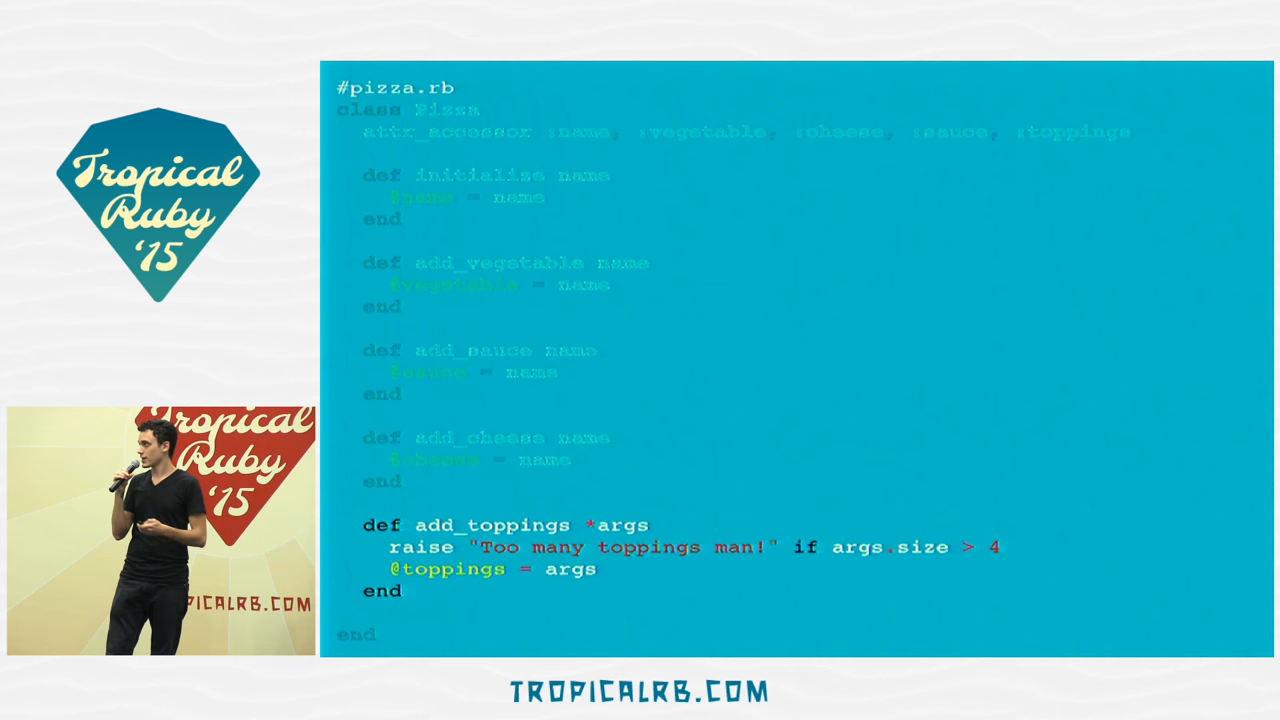 Tropical
Ruby
'15
#pizza.rb
class Pizza
attr_accessor :name, :vegetable, :cheese, :sauce, :toppings
def initialize name
@name = name
end
def add_vegetable name
@vegetable = name
end
def add_sauce name
@sauce = name
end
def add_cheese name
@cheese = name
end
def add_toppings *args
raise "Too many toppings man!" if args.size > 4
@toppings = args
end
end
Tropical
Ruby
'15
PICALRB.COM
TROPICALRB.COM